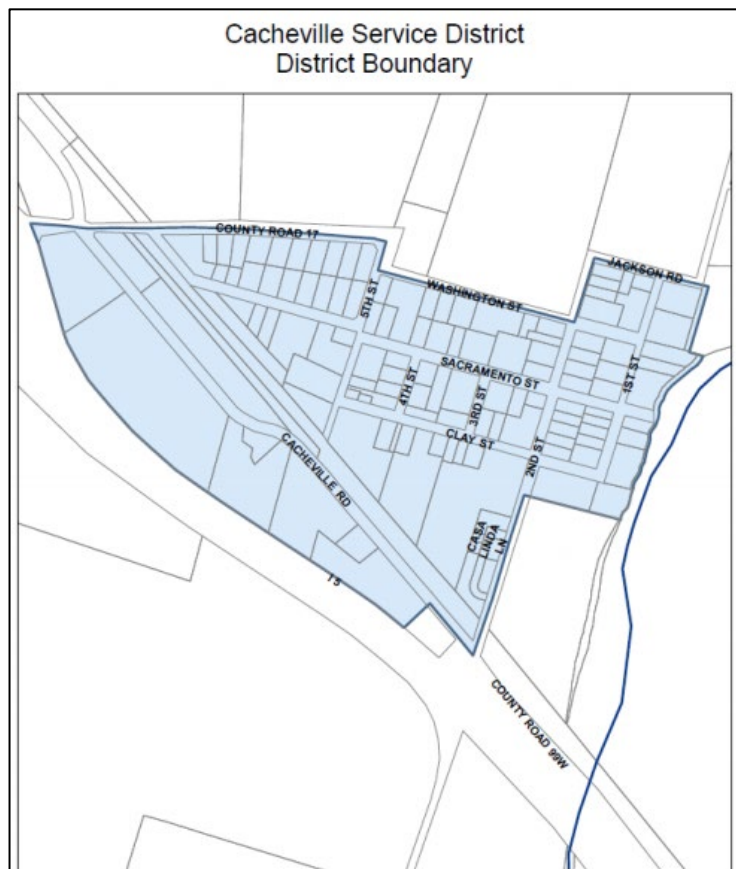 Cacheville Service District
District Boundary
COUNTY ROAD 17
JACKSON RD
WASHINGTON ST
5TH ST
SACRAMENTO ST
1ST ST
4TH ST
3RD ST
CLAY ST
2ND ST
CACHEVILLE RD
CASA
LINDA
LN
I 5
COUNTY ROAD 99W